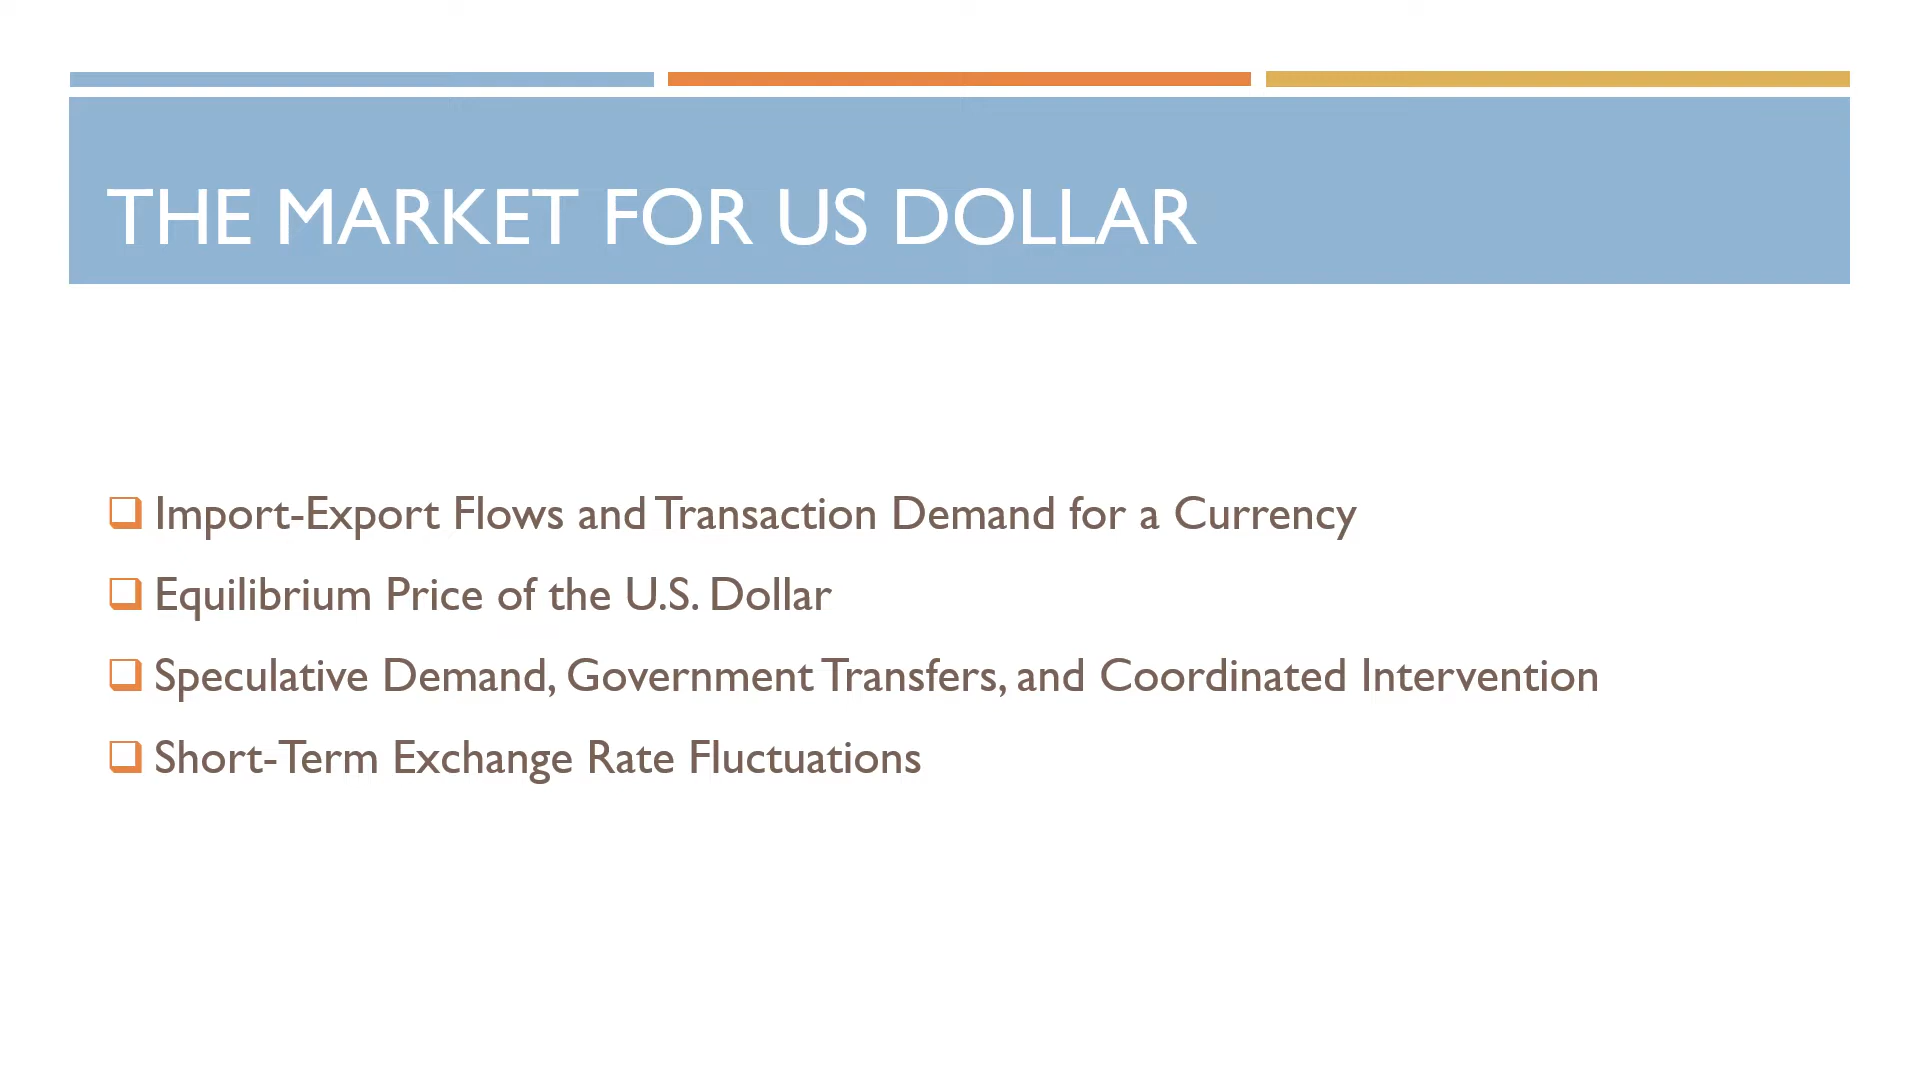 THE MARKET FOR US DOLLAR
Import-Export Flows and Transaction Demand for a Currency
Equilibrium Price of the U.S. Dollar
Speculative Demand, Government Transfers, and Coordinated Intervention
Short-Term Exchange Rate Fluctuations